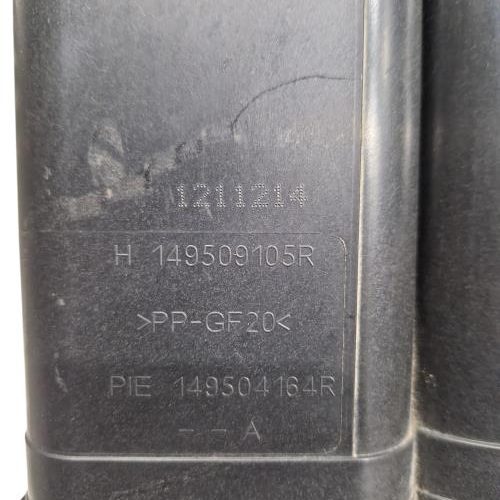 1211214
H 149509105R
>PP-GF20<
PIE 149504164R
-- A